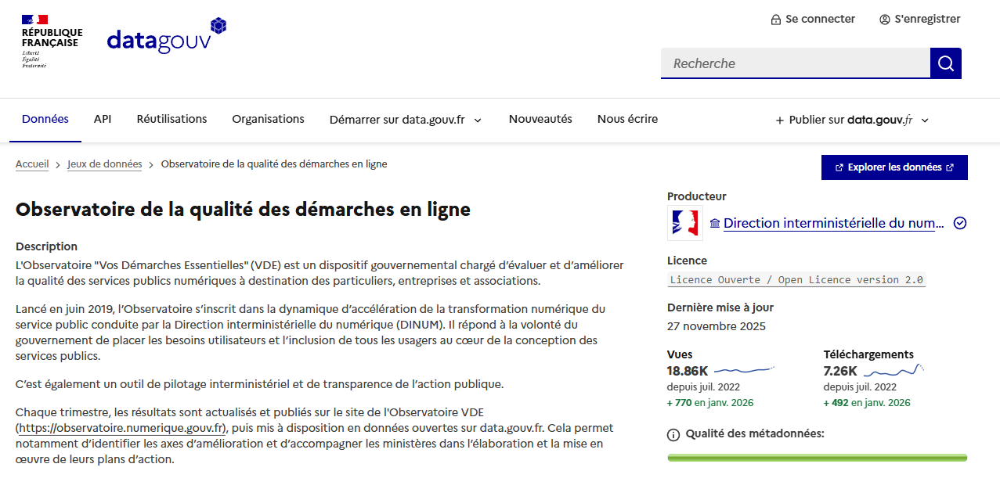 RÉPUBLIQUE
FRANÇAISE
Liberté
Égalité
Fraternité
datagouv
Se connecter
S'enregistrer
Recherche
Données
API
Réutilisations
Organisations
Démarrer sur data.gouv.fr
Nouveautés
Nous écrire
Publier sur data.gouv.fr
Accueil > Jeux de données > Observatoire de la qualité des démarches en ligne
Explorer les données
Observatoire de la qualité des démarches en ligne
Description
L'Observatoire "Vos Démarches Essentielles" (VDE) est un dispositif gouvernemental chargé d’évaluer et d’améliorer
la qualité des services publics numériques à destination des particuliers, entreprises et associations.
Lancé en juin 2019, l’Observatoire s’inscrit dans la dynamique d’accélération de la transformation numérique du
service public conduite par la Direction interministérielle du numérique (DINUM). Il répond à la volonté du
gouvernement de placer les besoins utilisateurs et l’inclusion de tous les usagers au cœur de la conception des
services publics.
C’est également un outil de pilotage interministériel et de transparence de l’action publique.
Chaque trimestre, les résultats sont actualisés et publiés sur le site de l'Observatoire VDE
(https://observatoire.numerique.gouv.fr), puis mis à disposition en données ouvertes sur data.gouv.fr. Cela permet
notamment d’identifier les axes d’amélioration et d’accompagner les ministères dans l’élaboration et la mise en
œuvre de leurs plans d’action.
Producteur
Direction interministérielle du num...
Licence
Licence Ouverte / Open Licence version 2.0
Dernière mise à jour
27 novembre 2025
Vues
18.86K
depuis juil. 2022
+ 770 en janv. 2026
Téléchargements
7.26K
depuis juil. 2022
+ 492 en janv. 2026
Qualité des métadonnées: